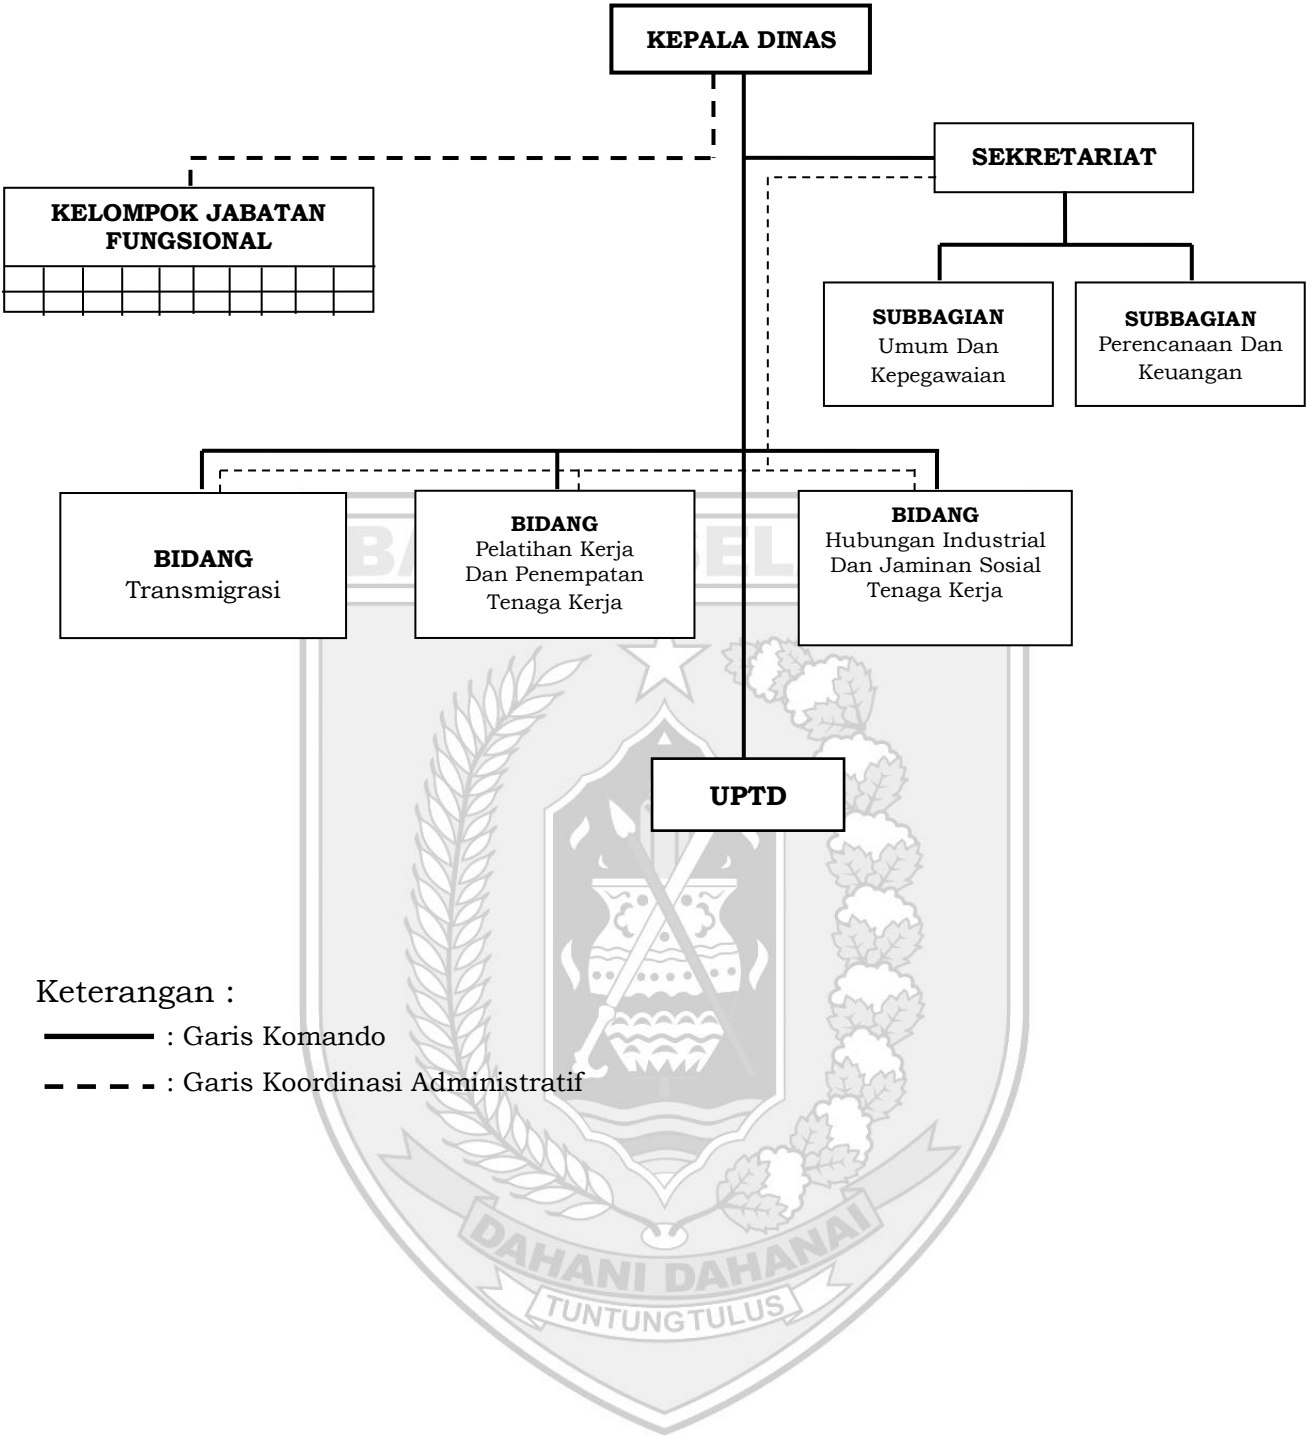 KEPALA DINAS
SEKRETARIAT
KELOMPOK JABATAN
FUNGSIONAL
SUBBAGIAN
Umum Dan
Kepegawaian
SUBBAGIAN
Perencanaan Dan
Keuangan
BIDANG
Transmigrasi
BIDANG
Pelatihan Kerja
Dan Penempatan
Tenaga Kerja
BIDANG
Hubungan Industrial
Dan Jaminan Sosial
Tenaga Kerja
UPTD
Keterangan :
: Garis Komando
: Garis Koordinasi Administratif
DAHANI DAHANAI
TUNTUNG TULUS